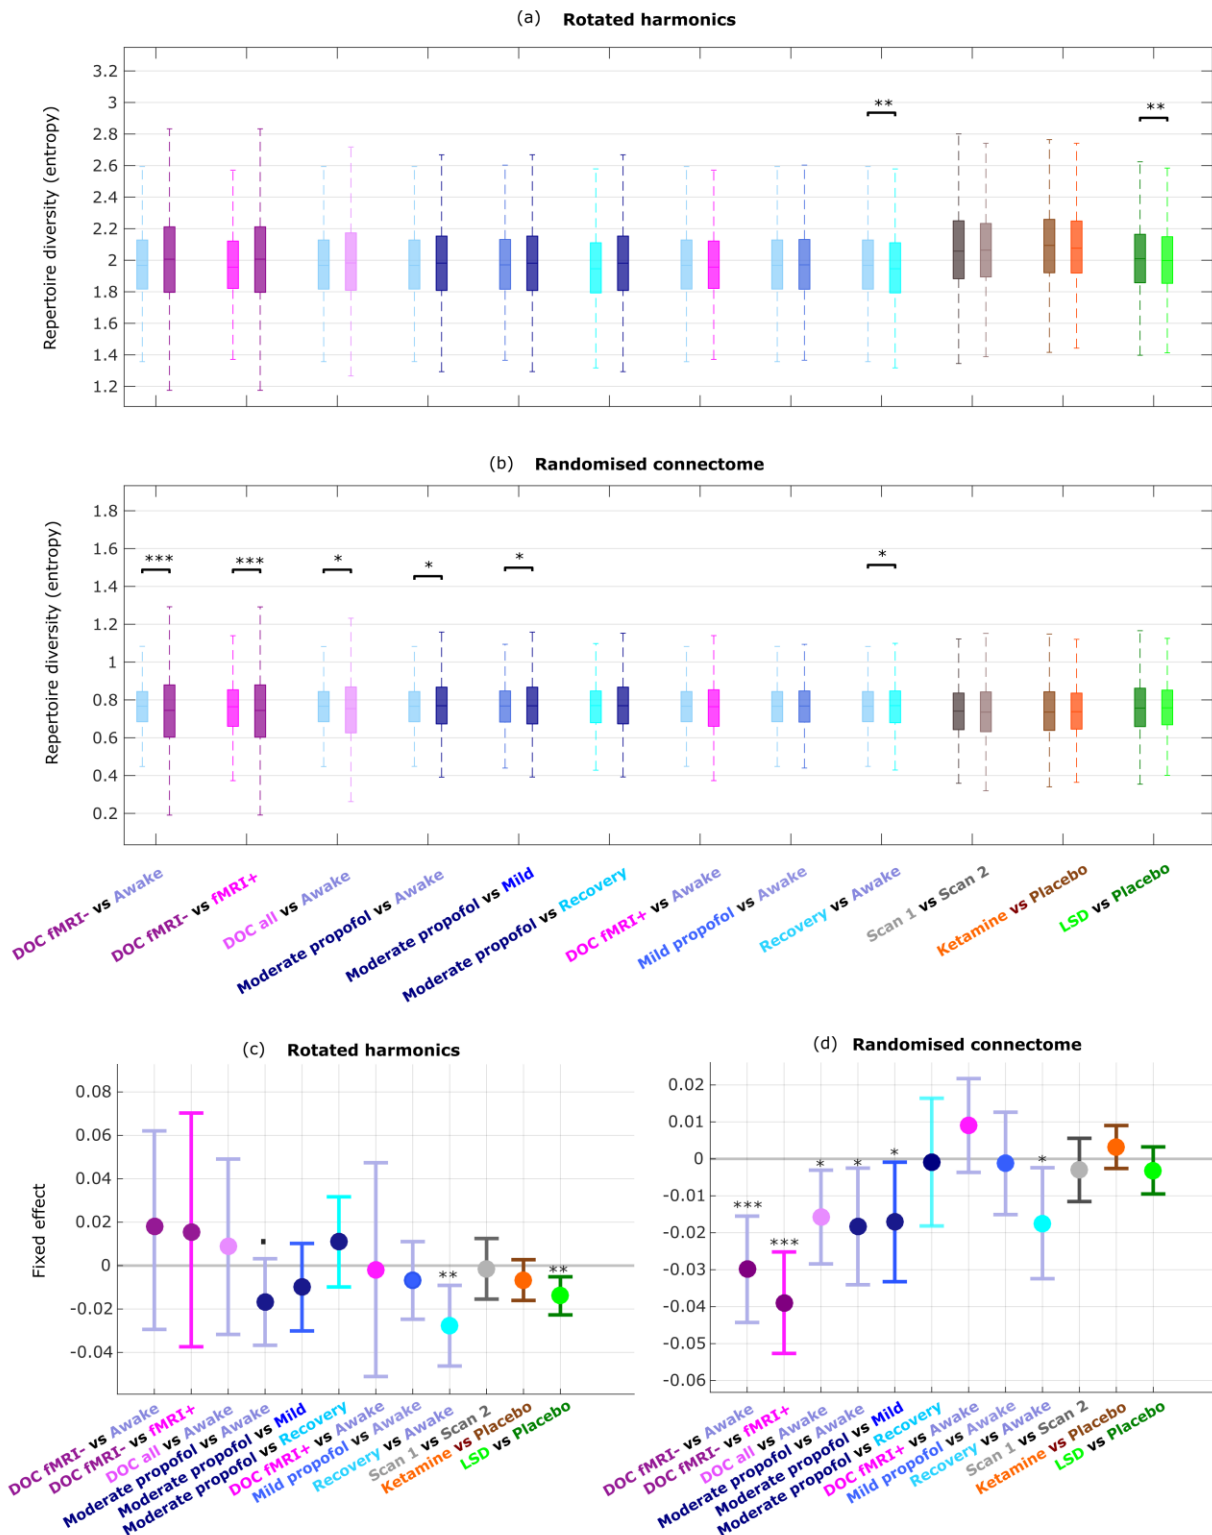 (a) Rotated harmonics
Repertoire diversity (entropy)
3.2
3
2.8
2.6
2.4
2.2
2
1.8
1.6
1.4
1.2
**
**
(b) Randomised connectome
Repertoire diversity (entropy)
1.8
1.6
1.4
1.2
1
0.8
0.6
0.4
0.2
***
***
*
*
*
*
DOC fMRI- vs Awake
DOC fMRI- vs fMRI+
DOC all vs Awake
Moderate propofol vs Awake
Moderate propofol vs Mild
Moderate propofol vs Recovery
DOC fMRI+ vs Awake
Mild propofol vs Awake
Recovery vs Awake
Scan 1 vs Scan 2
Ketamine vs Placebo
LSD vs Placebo
(c) Rotated harmonics
Fixed effect
0.08
0.06
0.04
0.02
0
-0.02
-0.04
**
**
DOC fMRI- vs Awake
DOC fMRI- vs fMRI+
DOC all vs Awake
Moderate propofol vs Awake
Moderate propofol vs Mild
Moderate propofol vs Recovery
DOC fMRI+ vs Awake
Mild propofol vs Awake
Recovery vs Awake
Scan 1 vs Scan 2
Ketamine vs Placebo
LSD vs Placebo
(d) Randomised connectome
0.02
0.01
0
-0.01
-0.02
-0.03
-0.04
-0.05
-0.06
***
***
*
*
*
*
DOC fMRI- vs Awake
DOC fMRI- vs fMRI+
DOC all vs Awake
Moderate propofol vs Awake
Moderate propofol vs Mild
Moderate propofol vs Recovery
DOC fMRI+ vs Awake
Mild propofol vs Awake
Recovery vs Awake
Scan 1 vs Scan 2
Ketamine vs Placebo
LSD vs Placebo